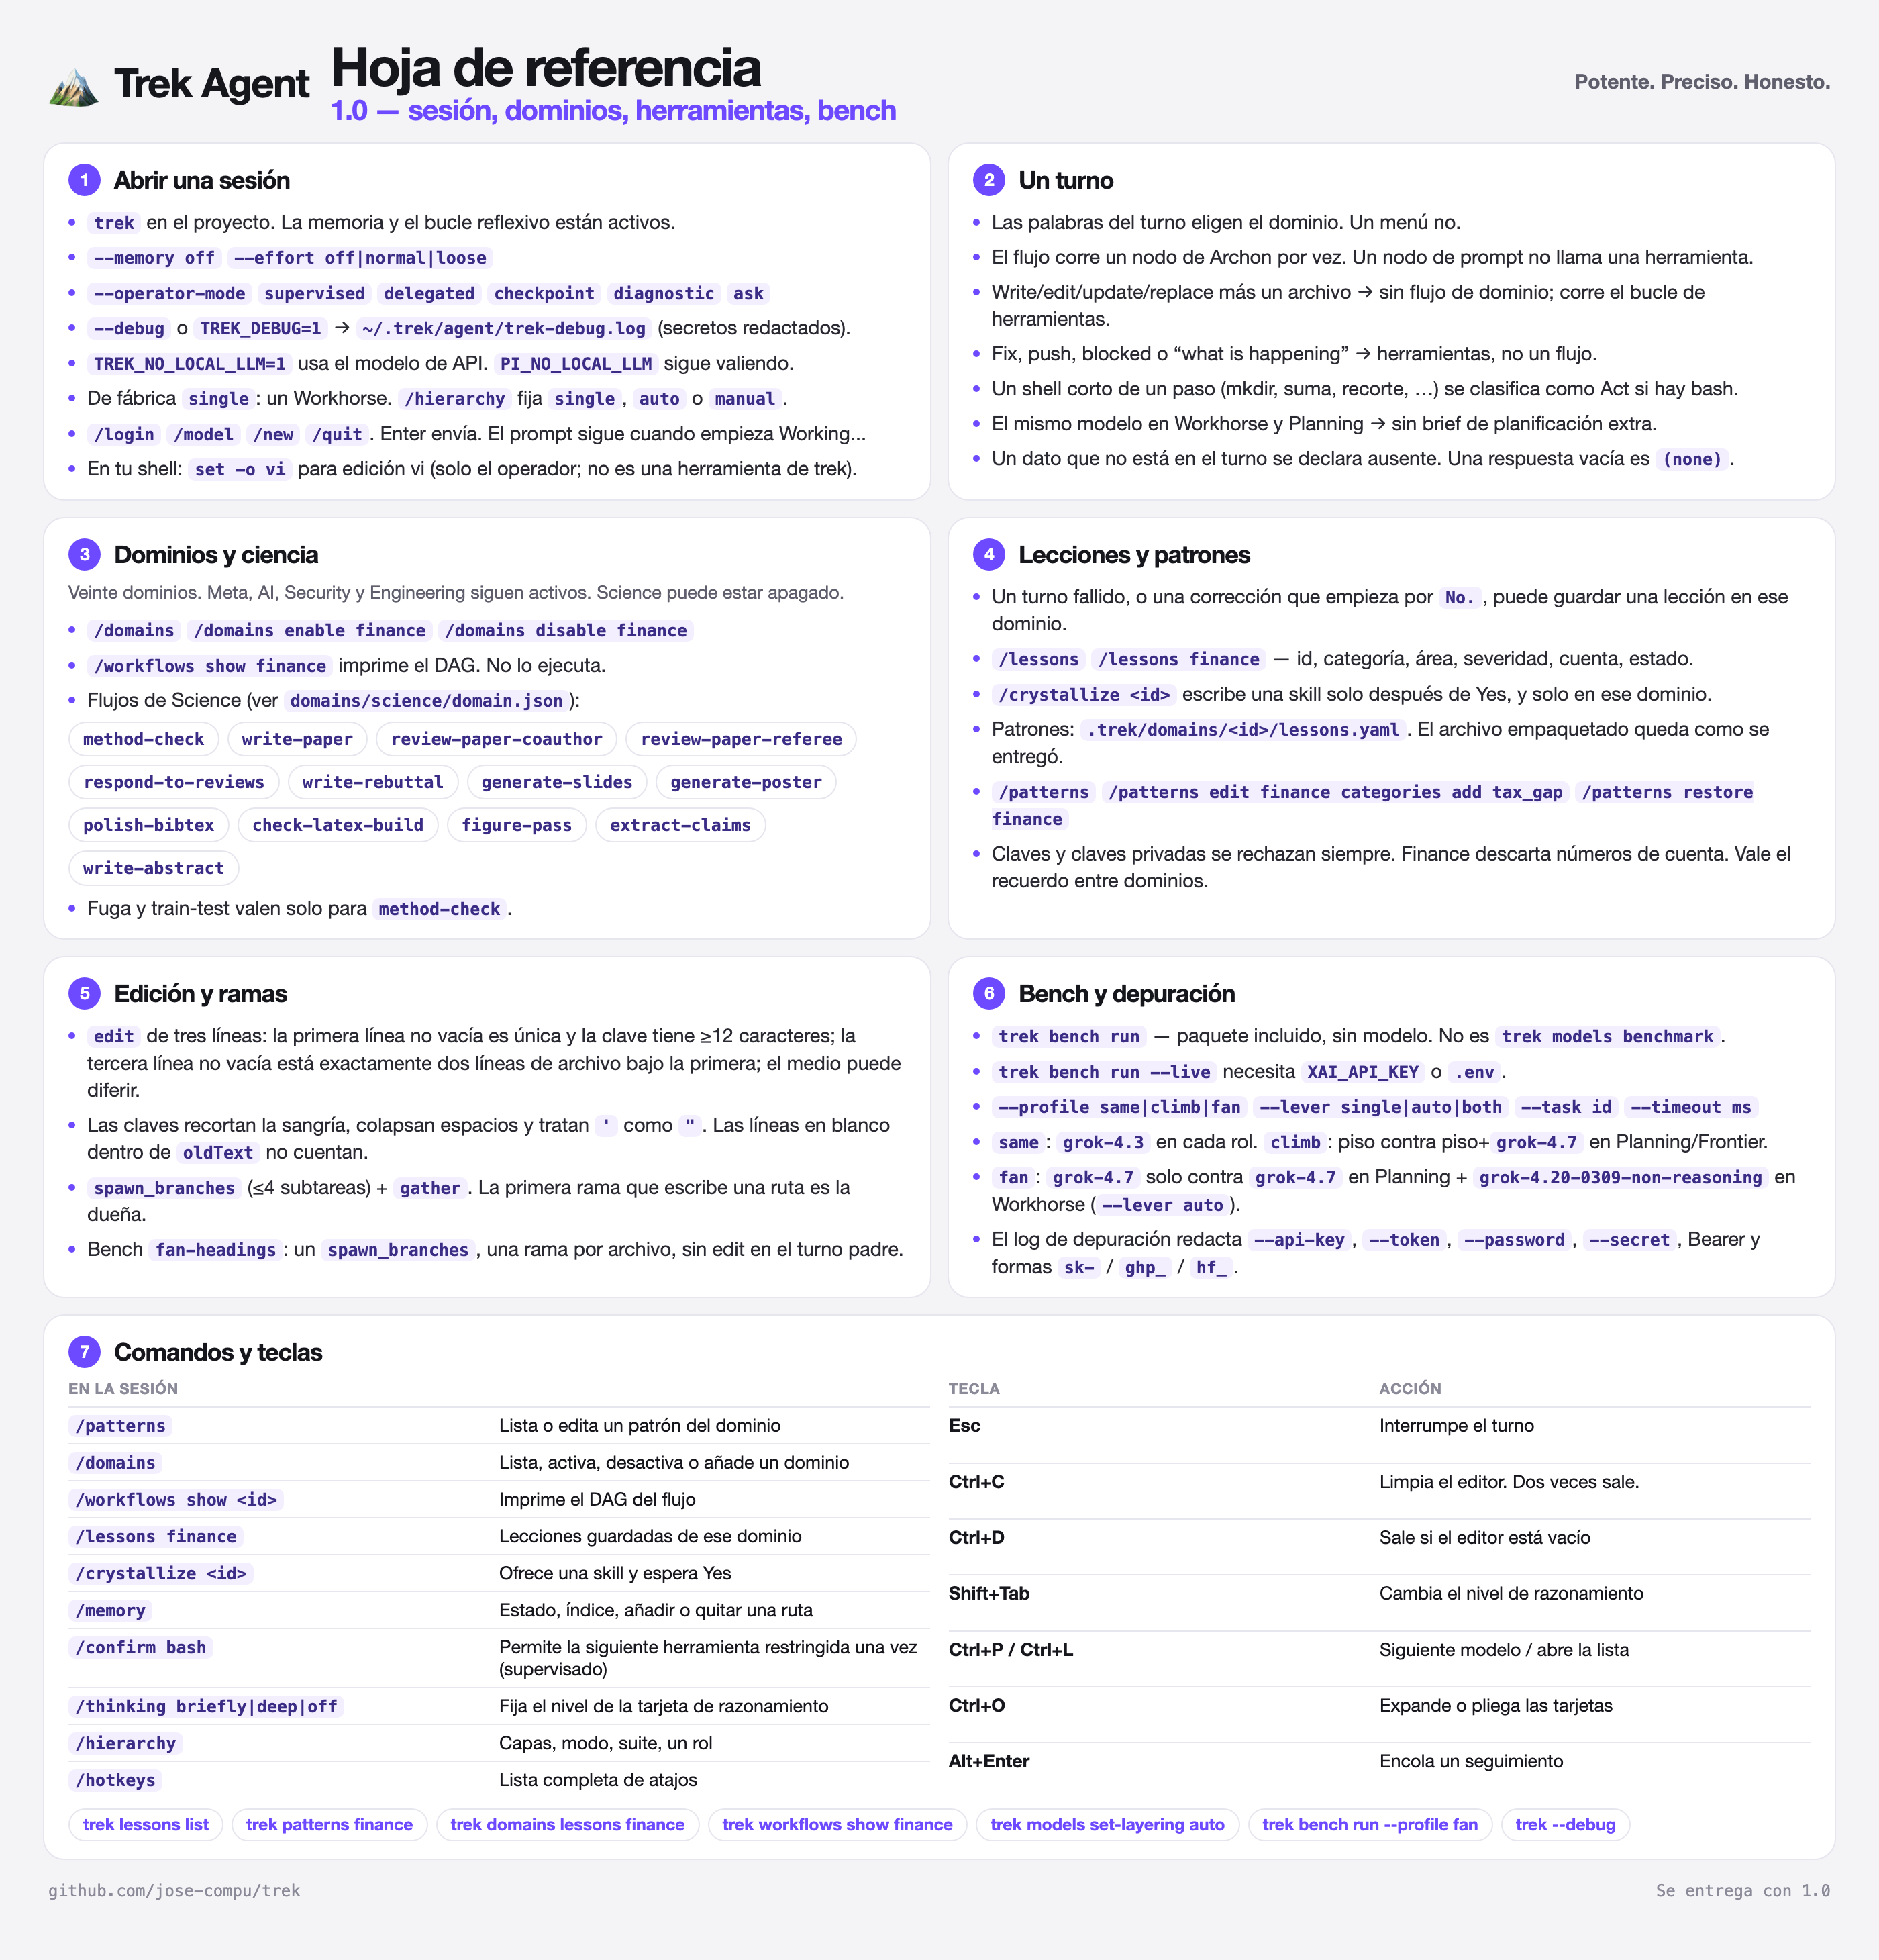 Trek Agent
Hoja de referencia
1.0 — sesión, dominios, herramientas, bench
Potente. Preciso. Honesto.
1 Abrir una sesión
• trek en el proyecto. La memoria y el bucle reflexivo están activos.
• --memory off --effort off|normal|loose
• --operator-mode supervised delegated checkpoint diagnostic ask
• --debug o TREK_DEBUG=1 → ~/.trek/agent/trek-debug.log (secretos redactados).
• TREK_NO_LOCAL_LLM=1 usa el modelo de API. PI_NO_LOCAL_LLM sigue valiendo.
• De fábrica single: un Workhorse. /hierarchy fija single, auto o manual.
• /login /model /new /quit. Enter envía. El prompt sigue cuando empieza Working...
• En tu shell: set -o vi para edición vi (solo el operador; no es una herramienta de trek).
2 Un turno
• Las palabras del turno eligen el dominio. Un menú no.
• El flujo corre un nodo de Archon por vez. Un nodo de prompt no llama una herramienta.
• Write/edit/update/replace más un archivo → sin flujo de dominio; corre el bucle de
herramientas.
• Fix, push, blocked o “what is happening” → herramientas, no un flujo.
• Un shell corto de un paso (mkdir, suma, recorte, …) se clasifica como Act si hay bash.
• El mismo modelo en Workhorse y Planning → sin brief de planificación extra.
• Un dato que no está en el turno se declara ausente. Una respuesta vacía es (none).
3 Dominios y ciencia
Veinte dominios. Meta, AI, Security y Engineering siguen activos. Science puede estar apagado.
• /domains /domains enable finance /domains disable finance
• /workflows show finance imprime el DAG. No lo ejecuta.
• Flujos de Science (ver domains/science/domain.json):
method-check write-paper review-paper-coauthor review-paper-referee
respond-to-reviews write-rebuttal generate-slides generate-poster
polish-bibtex check-latex-build figure-pass extract-claims
write-abstract
• Fuga y train-test valen solo para method-check.
4 Lecciones y patrones
• Un turno fallido, o una corrección que empieza por No., puede guardar una lección en ese
dominio.
• /lessons /lessons finance — id, categoría, área, severidad, cuenta, estado.
• /crystallize <id> escribe una skill solo después de Yes, y solo en ese dominio.
• Patrones: .trek/domains/<id>/lessons.yaml. El archivo empaquetado queda como se
entregó.
• /patterns /patterns edit finance categories add tax_gap /patterns restore
finance
• Claves y claves privadas se rechazan siempre. Finance descarta números de cuenta. Vale el
recuerdo entre dominios.
5 Edición y ramas
• edit de tres líneas: la primera línea no vacía es única y la clave tiene ≥12 caracteres; la
tercera línea no vacía está exactamente dos líneas de archivo bajo la primera; el medio puede
diferir.
• Las claves recortan la sangría, colapsan espacios y tratan ' como ". Las líneas en blanco
dentro de oldText no cuentan.
• spawn_branches (≤4 subtareas) + gather. La primera rama que escribe una ruta es la
dueña.
• Bench fan-headings: un spawn_branches, una rama por archivo, sin edit en el turno padre.
6 Bench y depuración
• trek bench run — paquete incluido, sin modelo. No es trek models benchmark.
• trek bench run --live necesita XAI_API_KEY o .env.
• --profile same|climb|fan --lever single|auto|both --task id --timeout ms
• same: grok-4.3 en cada rol. climb: piso contra piso+grok-4.7 en Planning/Frontier.
• fan: grok-4.7 solo contra grok-4.7 en Planning + grok-4.20-0309-non-reasoning en
Workhorse (--lever auto).
• El log de depuración redacta --api-key, --token, --password, --secret, Bearer y
formas sk- / ghp_ / hf_.
7 Comandos y teclas
EN LA SESIÓN
/patterns Lista o edita un patrón del dominio
/domains Lista, activa, desactiva o añade un dominio
/workflows show <id> Imprime el DAG del flujo
/lessons finance Lecciones guardadas de ese dominio
/crystallize <id> Ofrece una skill y espera Yes
/memory Estado, índice, añadir o quitar una ruta
/confirm bash Permite la siguiente herramienta restringida una vez
(supervisado)
/thinking briefly|deep|off Fija el nivel de la tarjeta de razonamiento
/hierarchy Capas, modo, suite, un rol
/hotkeys Lista completa de atajos
TECLA ACCIÓN
Esc Interrumpe el turno
Ctrl+C Limpia el editor. Dos veces sale.
Ctrl+D Sale si el editor está vacío
Shift+Tab Cambia el nivel de razonamiento
Ctrl+P / Ctrl+L Siguiente modelo / abre la lista
Ctrl+O Expande o pliega las tarjetas
Alt+Enter Encola un seguimiento
trek lessons list trek patterns finance trek domains lessons finance trek workflows show finance trek models set-layering auto trek bench run --profile fan trek --debug
github.com/jose-compu/trek
Se entrega con 1.0